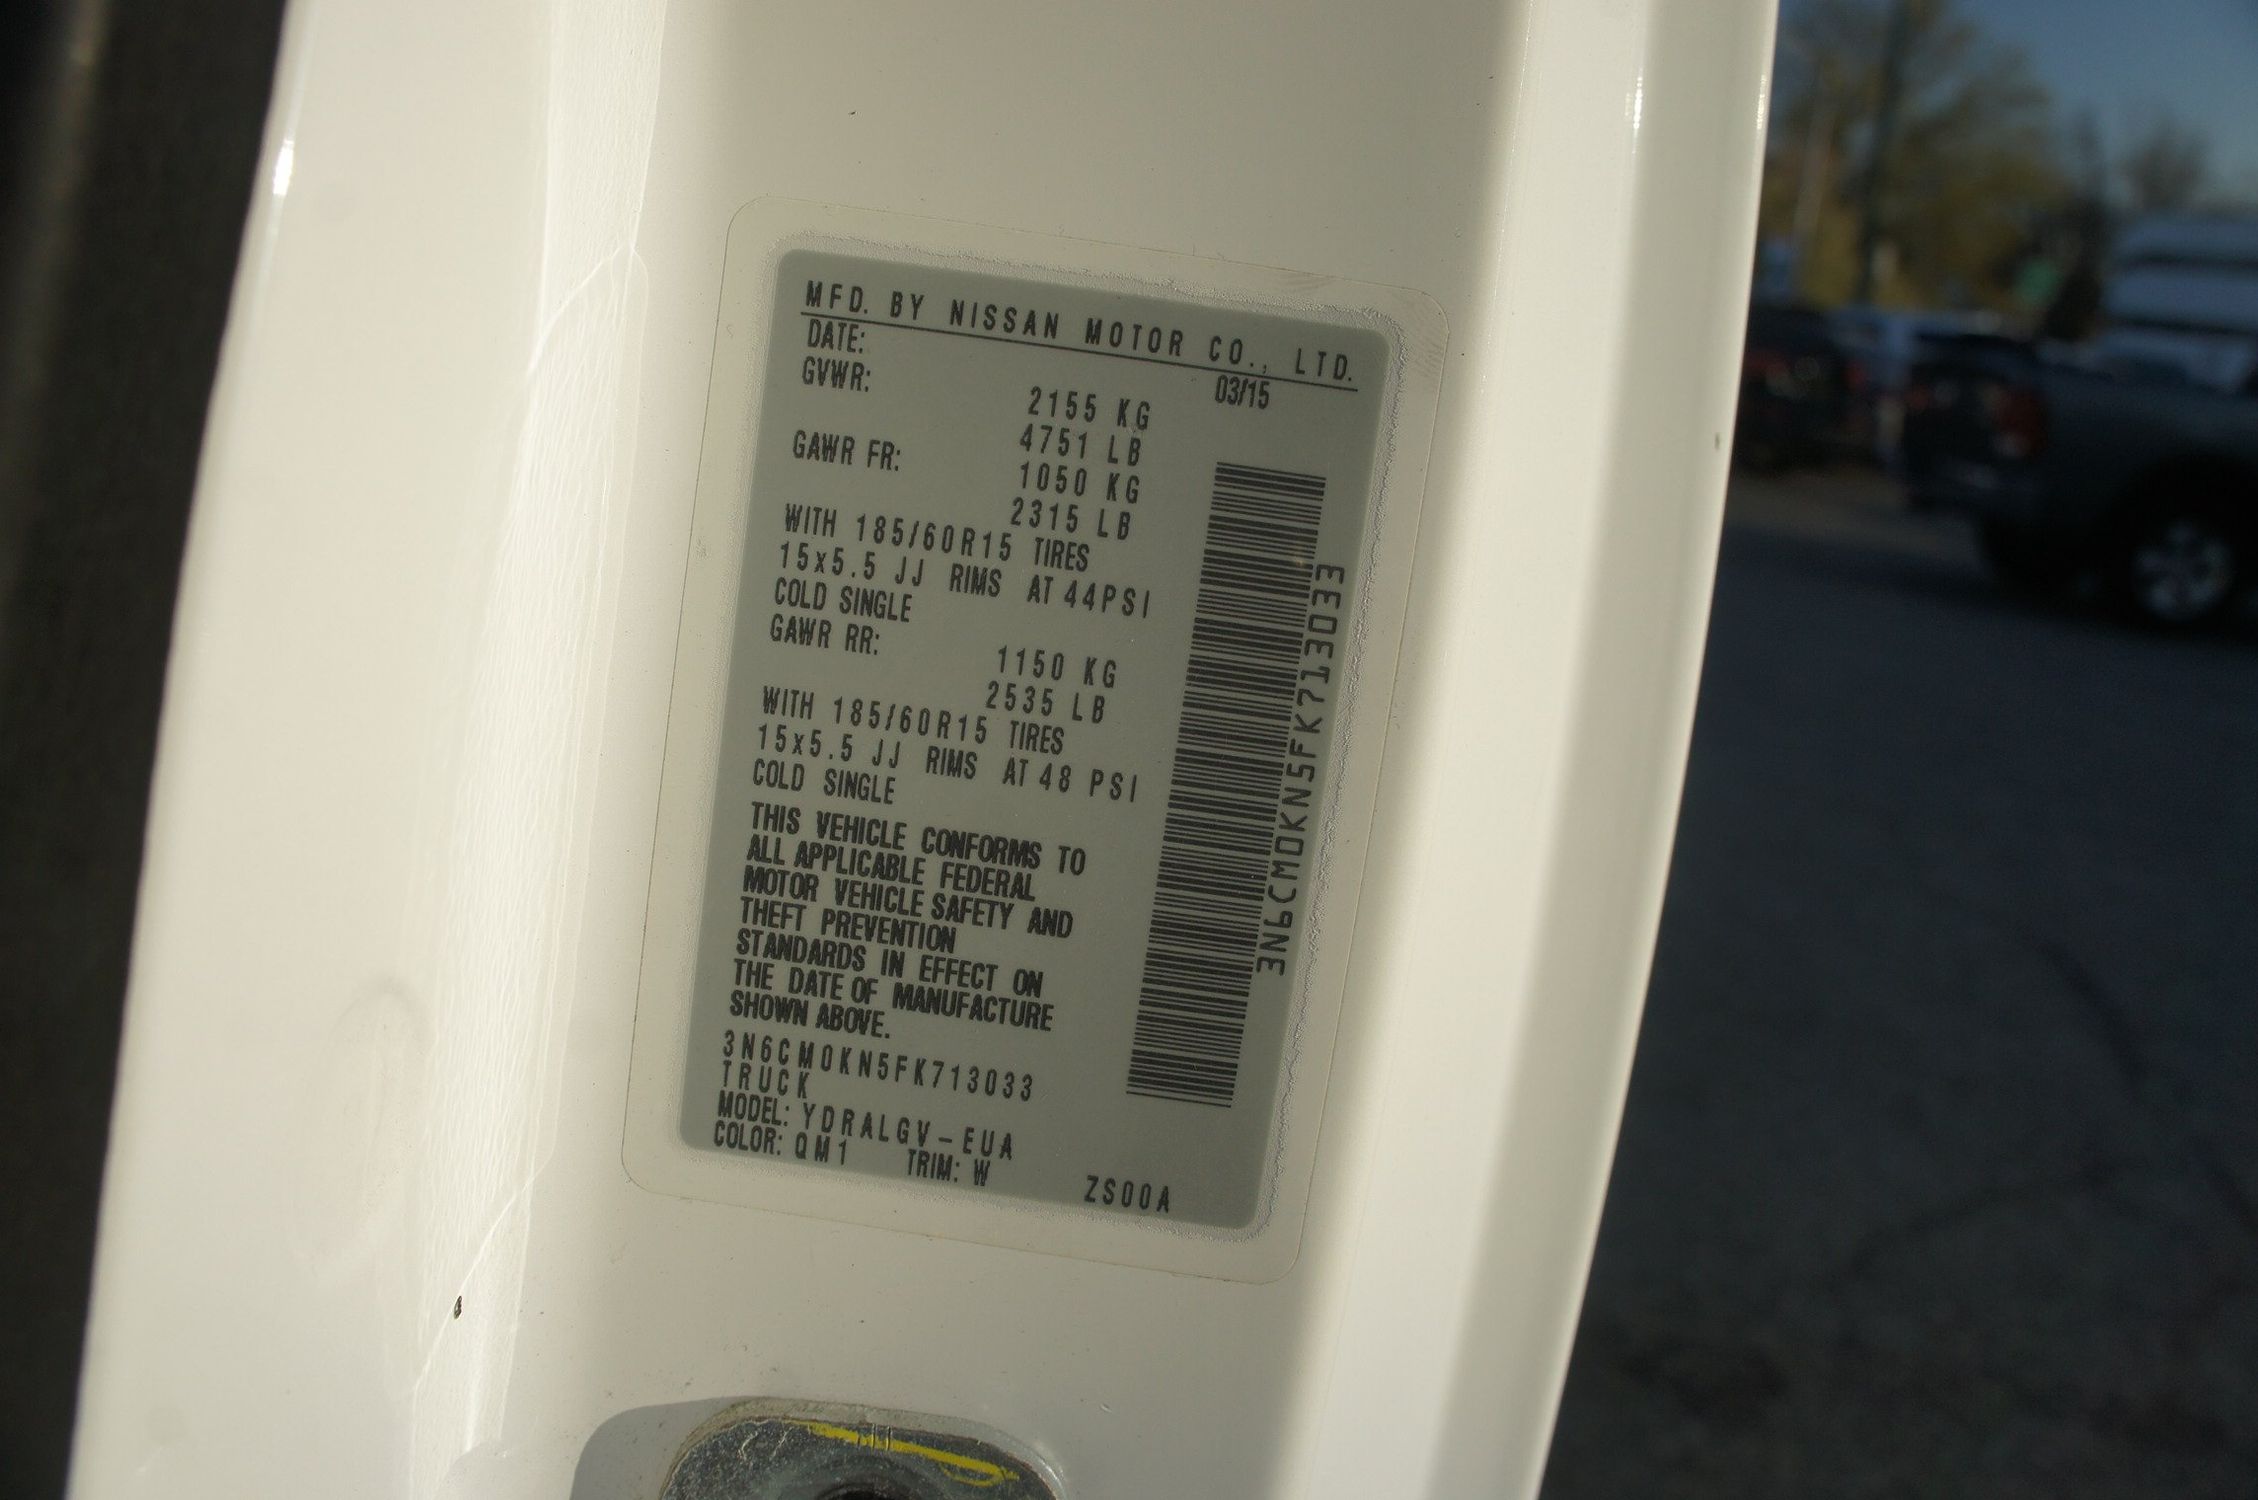 MFD. BY NISSAN MOTOR CO., LTD.
DATE: 03/15
GVWR:
2155 KG
4751 LB
GAWR FR: 1050 KG
2315 LB
WITH 185/60R15 TIRES
15x5.5 JJ RIMS AT 44PSI
COLD SINGLE
GAWR RR:
1150 KG
2535 LB
WITH 185/60R15 TIRES
15x5.5 JJ RIMS AT 48 PSI
COLD SINGLE
THIS VEHICLE CONFORMS TO
ALL APPLICABLE FEDERAL
MOTOR VEHICLE SAFETY AND
THEFT PREVENTION
STANDARDS IN EFFECT ON
THE DATE OF MANUFACTURE
SHOWN ABOVE.
3N6CM0KN5FK713033
TRUCK
MODEL: YDRALGV-EUA
COLOR: QM1 TRIM: W ZS00A
3N6CM0KN5FK713033